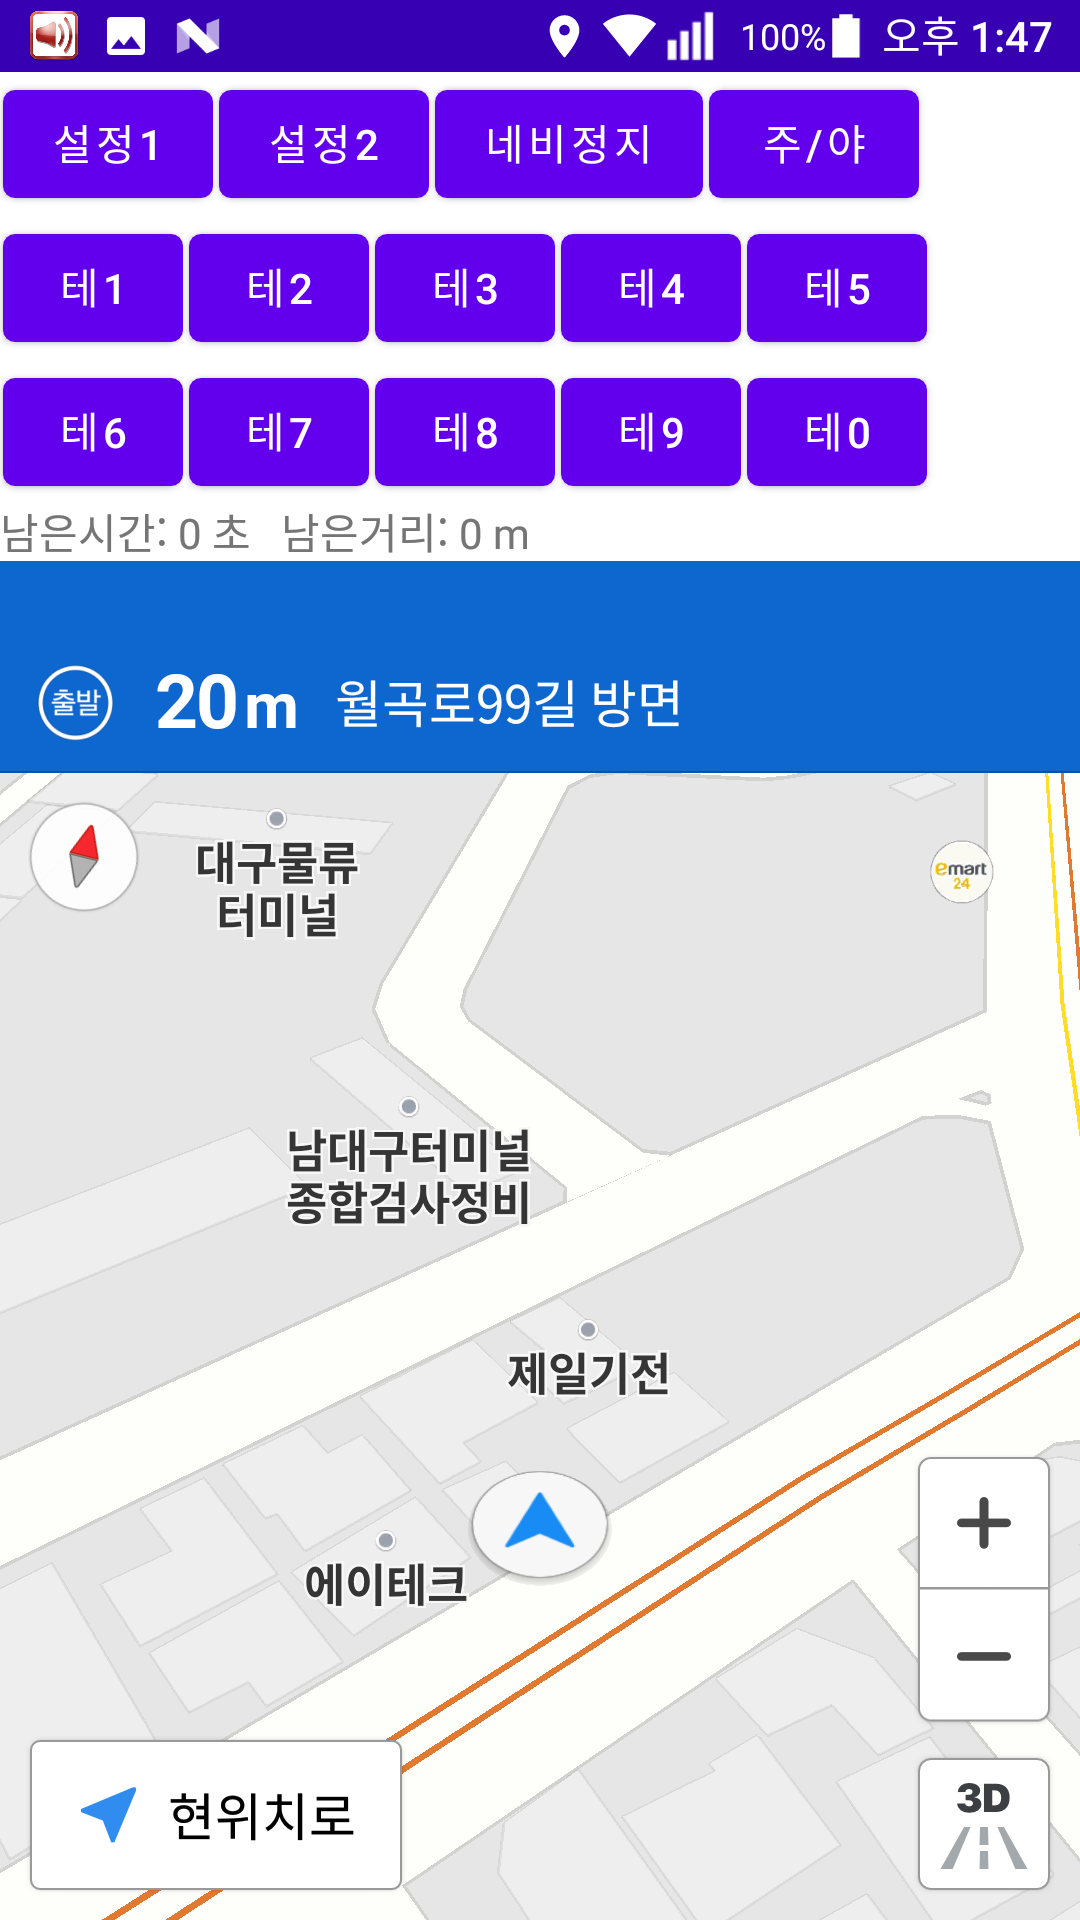 100% 오후 1:47
설정1 설정2 네비정지 주/야
테1 테2 테3 테4 테5
테6 테7 테8 테9 테0
남은시간: 0 초 남은거리: 0 m
출발 20m 월곡로99길 방면
대구물류
터미널
emart
24
남대구터미널
종합검사정비
제일기전
에이테크
현위치로
3D